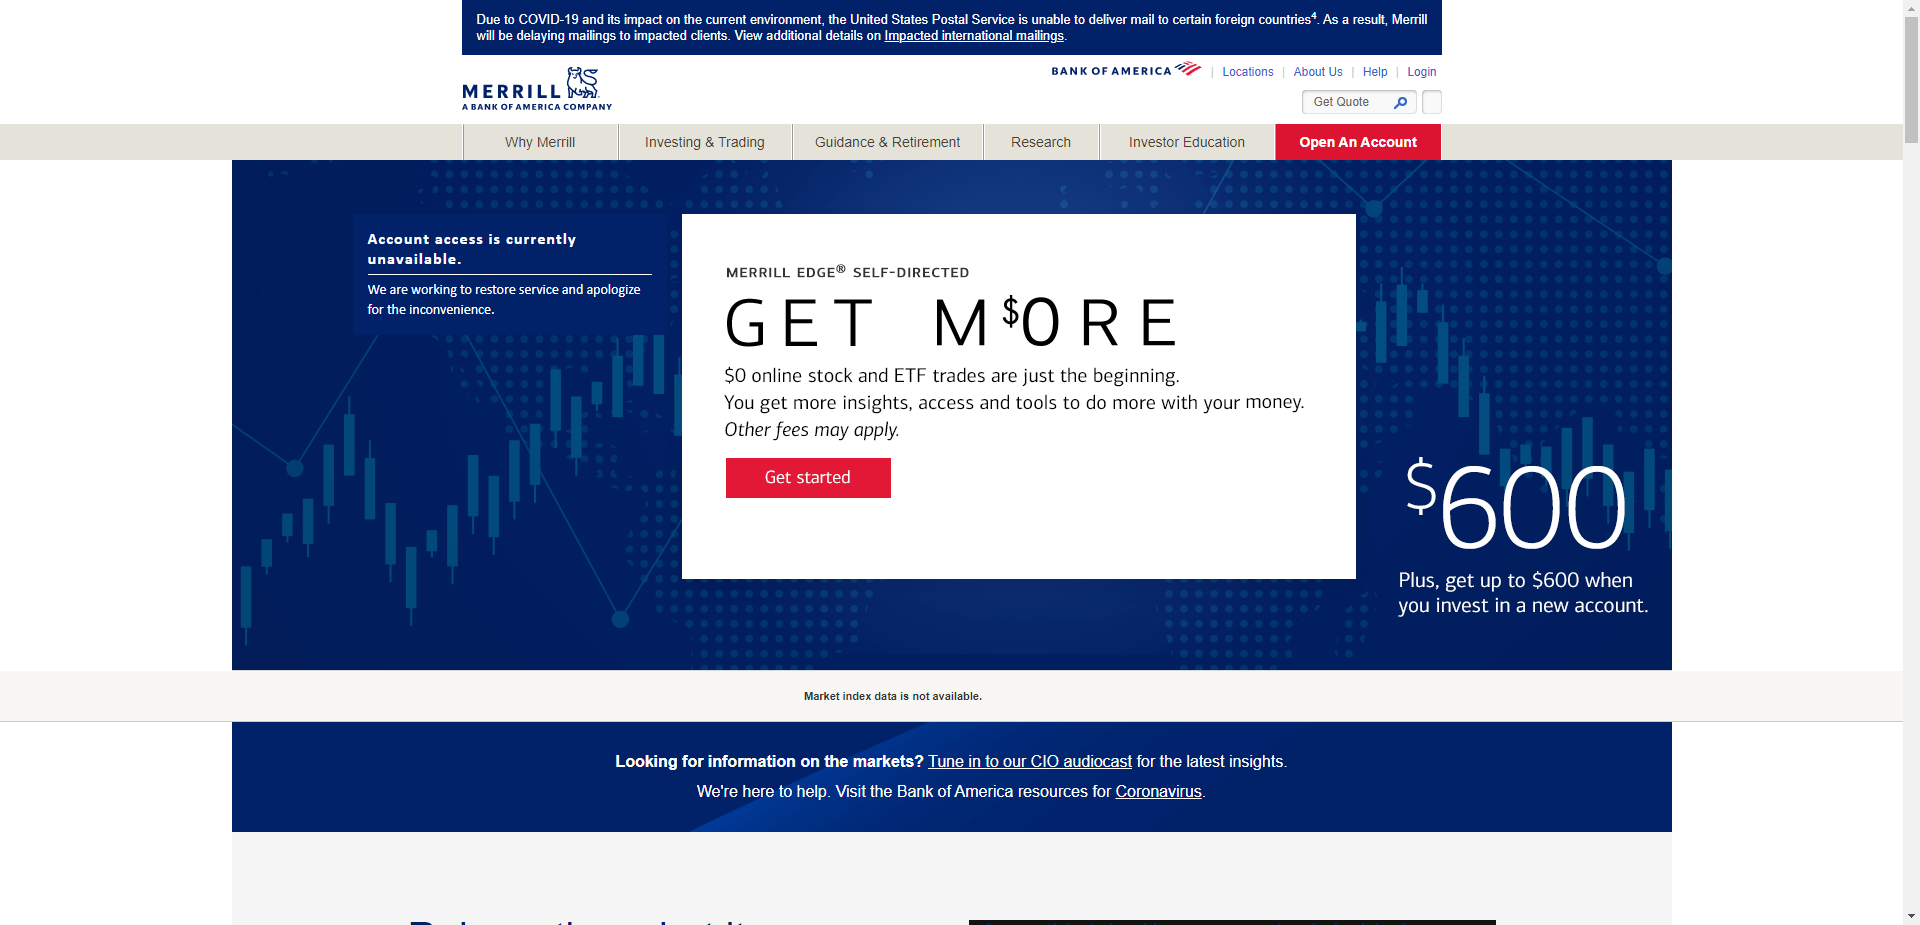 Due to COVID-19 and its impact on the current environment, the United States Postal Service is unable to deliver mail to certain foreign countries4. As a result, Merrill
will be delaying mailings to impacted clients. View additional details on Impacted international mailings.
MERRILL
A BANK OF AMERICA COMPANY
BANK OF AMERICA | Locations | About Us | Help | Login
Get Quote
Why Merrill
Investing & Trading
Guidance & Retirement
Research
Investor Education
Open An Account
Account access is currently
unavailable.
We are working to restore service and apologize
for the inconvenience.
MERRILL EDGE® SELF-DIRECTED
GET M$0RE
$0 online stock and ETF trades are just the beginning.
You get more insights, access and tools to do more with your money.
Other fees may apply.
Get started
$600
Plus, get up to $600 when
you invest in a new account.
Market index data is not available.
Looking for information on the markets? Tune in to our CIO audiocast for the latest insights.
We're here to help. Visit the Bank of America resources for Coronavirus.